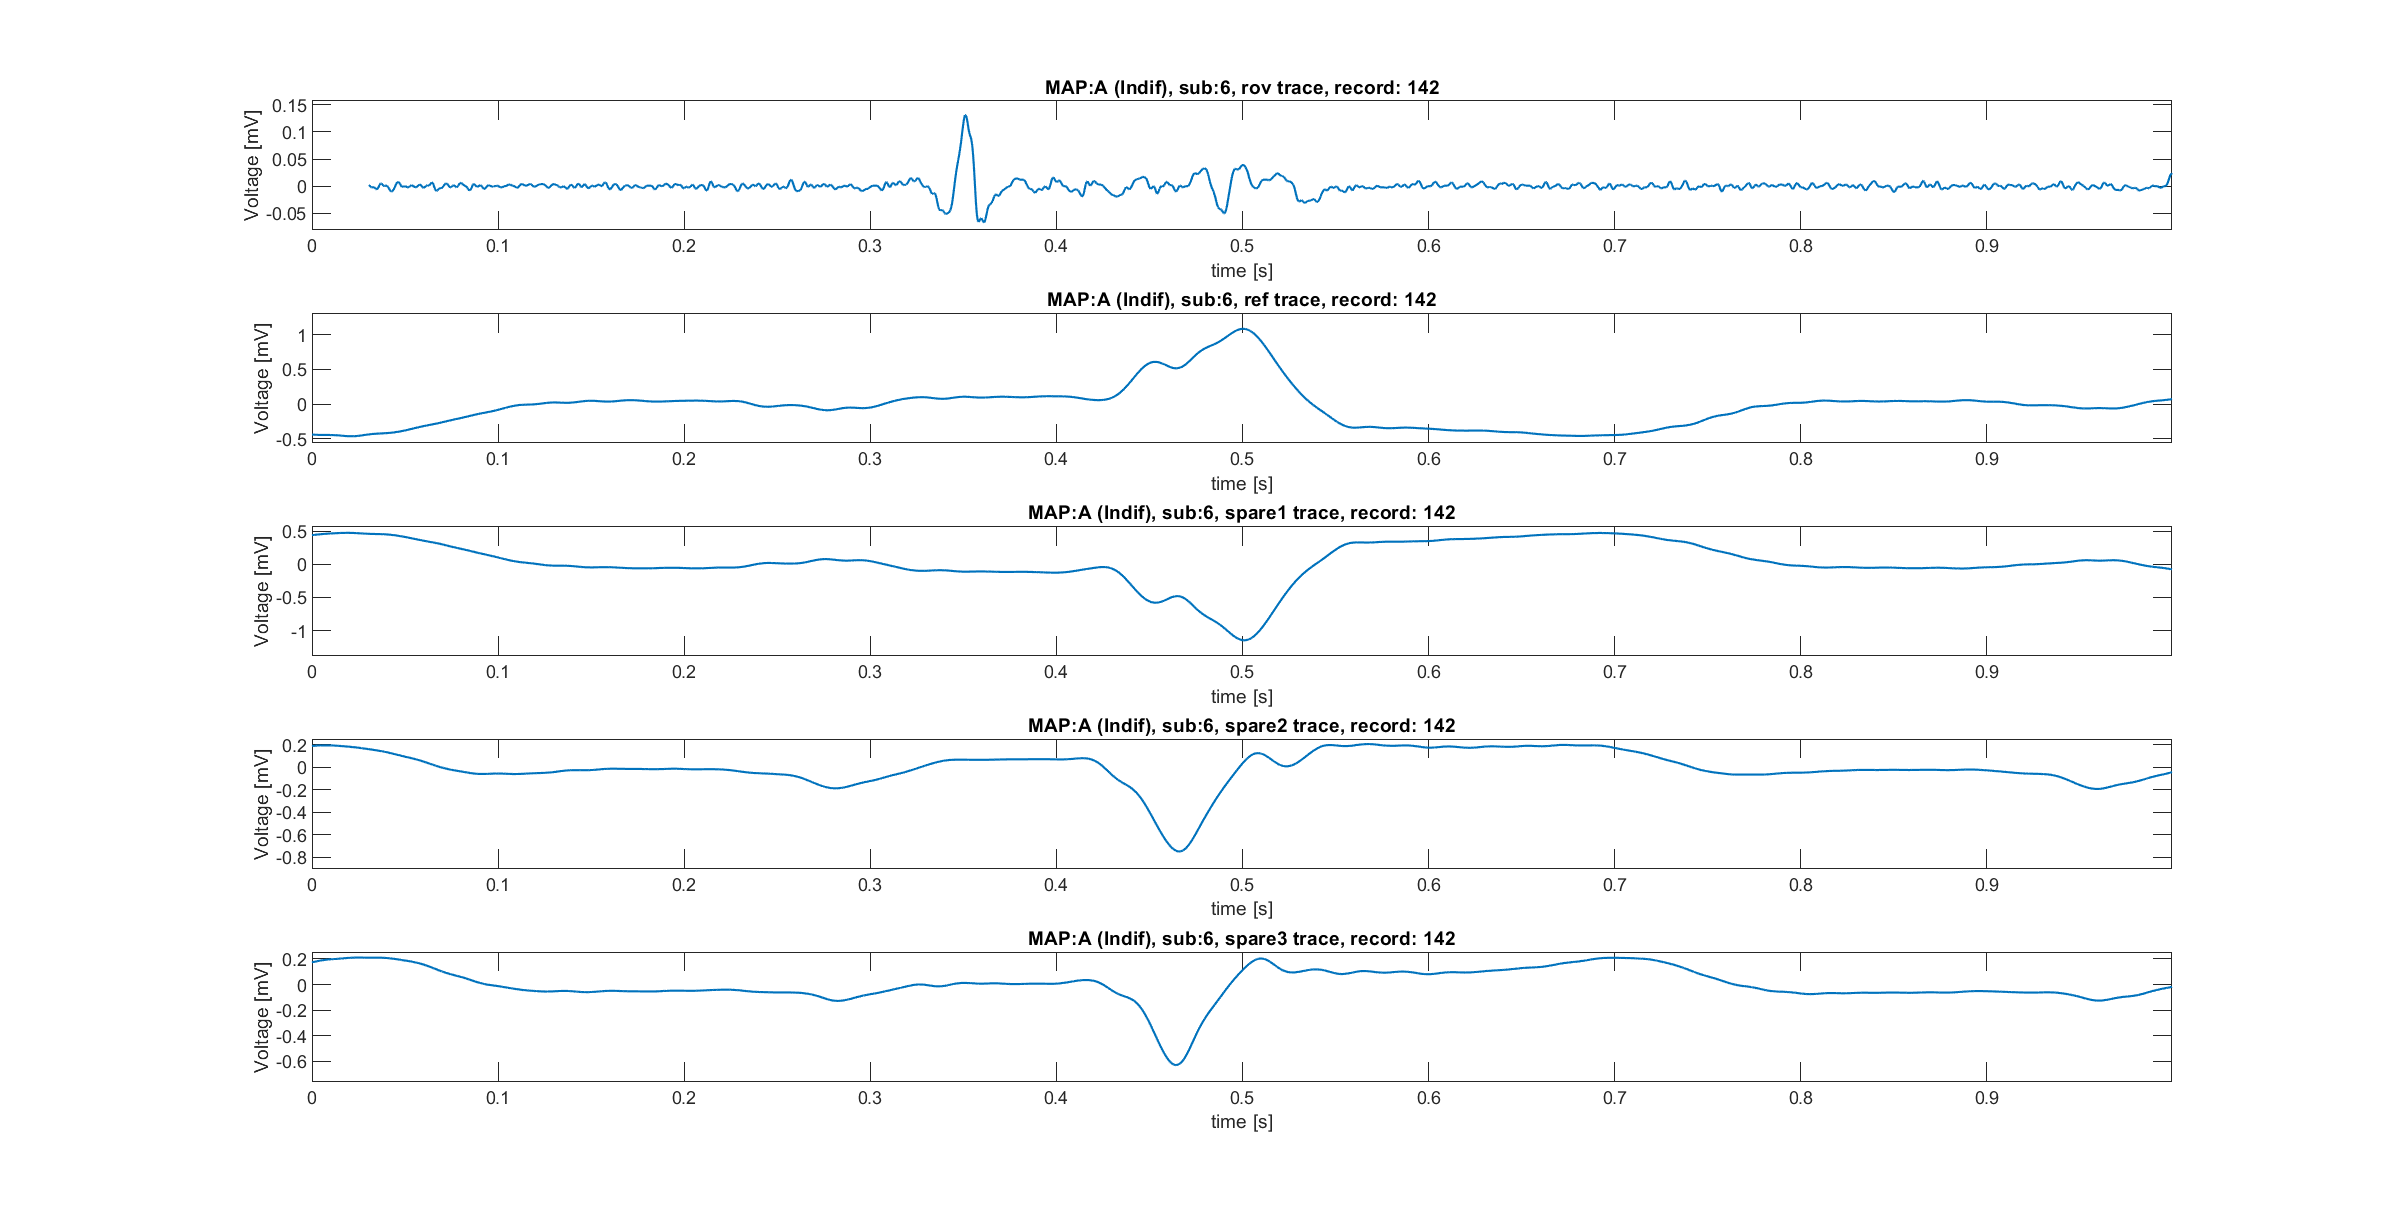 MAP:A (Indif), sub:6, rov trace, record: 142
Voltage [mV]
0.15
0.1
0.05
0
-0.05
0 0.1 0.2 0.3 0.4 0.5 0.6 0.7 0.8 0.9
time [s]
MAP:A (Indif), sub:6, ref trace, record: 142
Voltage [mV]
1
0.5
0
-0.5
0 0.1 0.2 0.3 0.4 0.5 0.6 0.7 0.8 0.9
time [s]
MAP:A (Indif), sub:6, spare1 trace, record: 142
Voltage [mV]
0.5
0
-0.5
-1
0 0.1 0.2 0.3 0.4 0.5 0.6 0.7 0.8 0.9
time [s]
MAP:A (Indif), sub:6, spare2 trace, record: 142
Voltage [mV]
0.2
0
-0.2
-0.4
-0.6
-0.8
0 0.1 0.2 0.3 0.4 0.5 0.6 0.7 0.8 0.9
time [s]
MAP:A (Indif), sub:6, spare3 trace, record: 142
Voltage [mV]
0.2
0
-0.2
-0.4
-0.6
0 0.1 0.2 0.3 0.4 0.5 0.6 0.7 0.8 0.9
time [s]